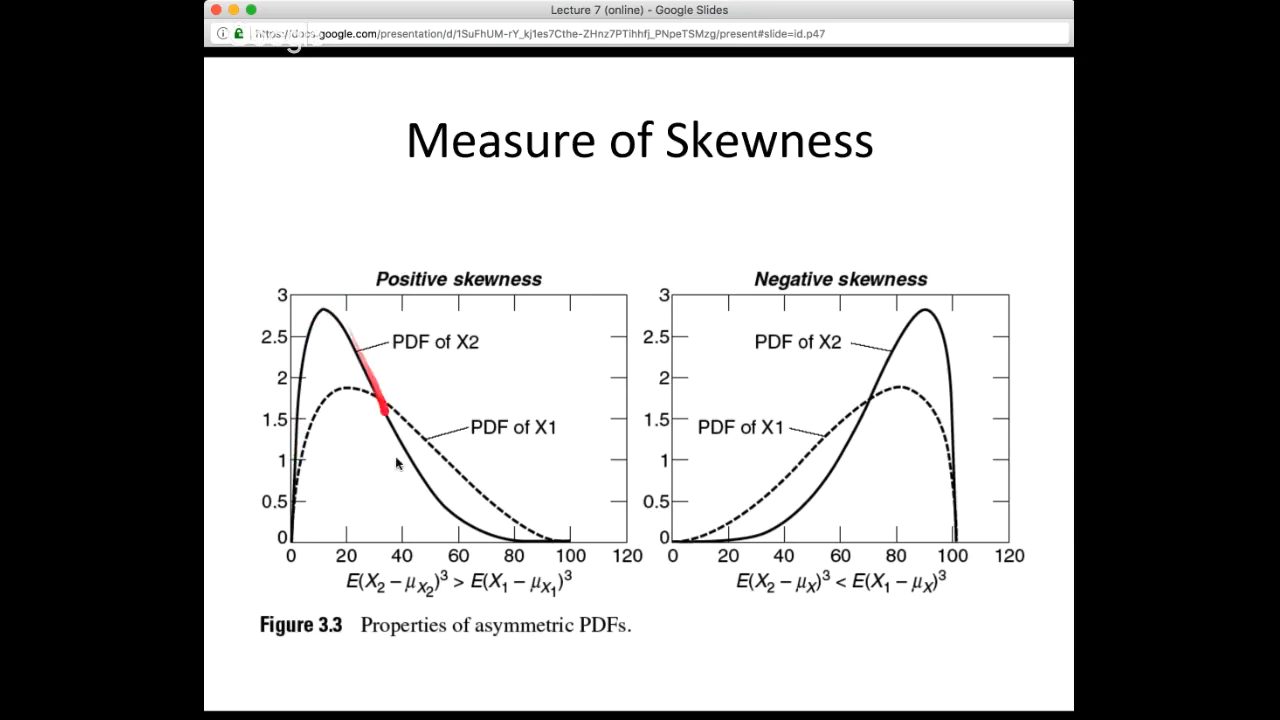 Lecture 7 (online) - Google Slides
https://docs.google.com/presentation/d/1SuFhUM-rY_kj1es7Cthe-ZHnz7PTihhfj_PNpeTSMzg/present#slide=id.p47
Measure of Skewness
Positive skewness
3
2.5
2
1.5
1
0.5
0
PDF of X2
PDF of X1
0 20 40 60 80 100 120
E(X₂ – μX₂)³ > E(X₁ – μX₁)³
Negative skewness
3
2.5
2
1.5
1
0.5
0
PDF of X2
PDF of X1
0 20 40 60 80 100 120
E(X₂ – μX)³ < E(X₁ – μX)³
Figure 3.3 Properties of asymmetric PDFs.